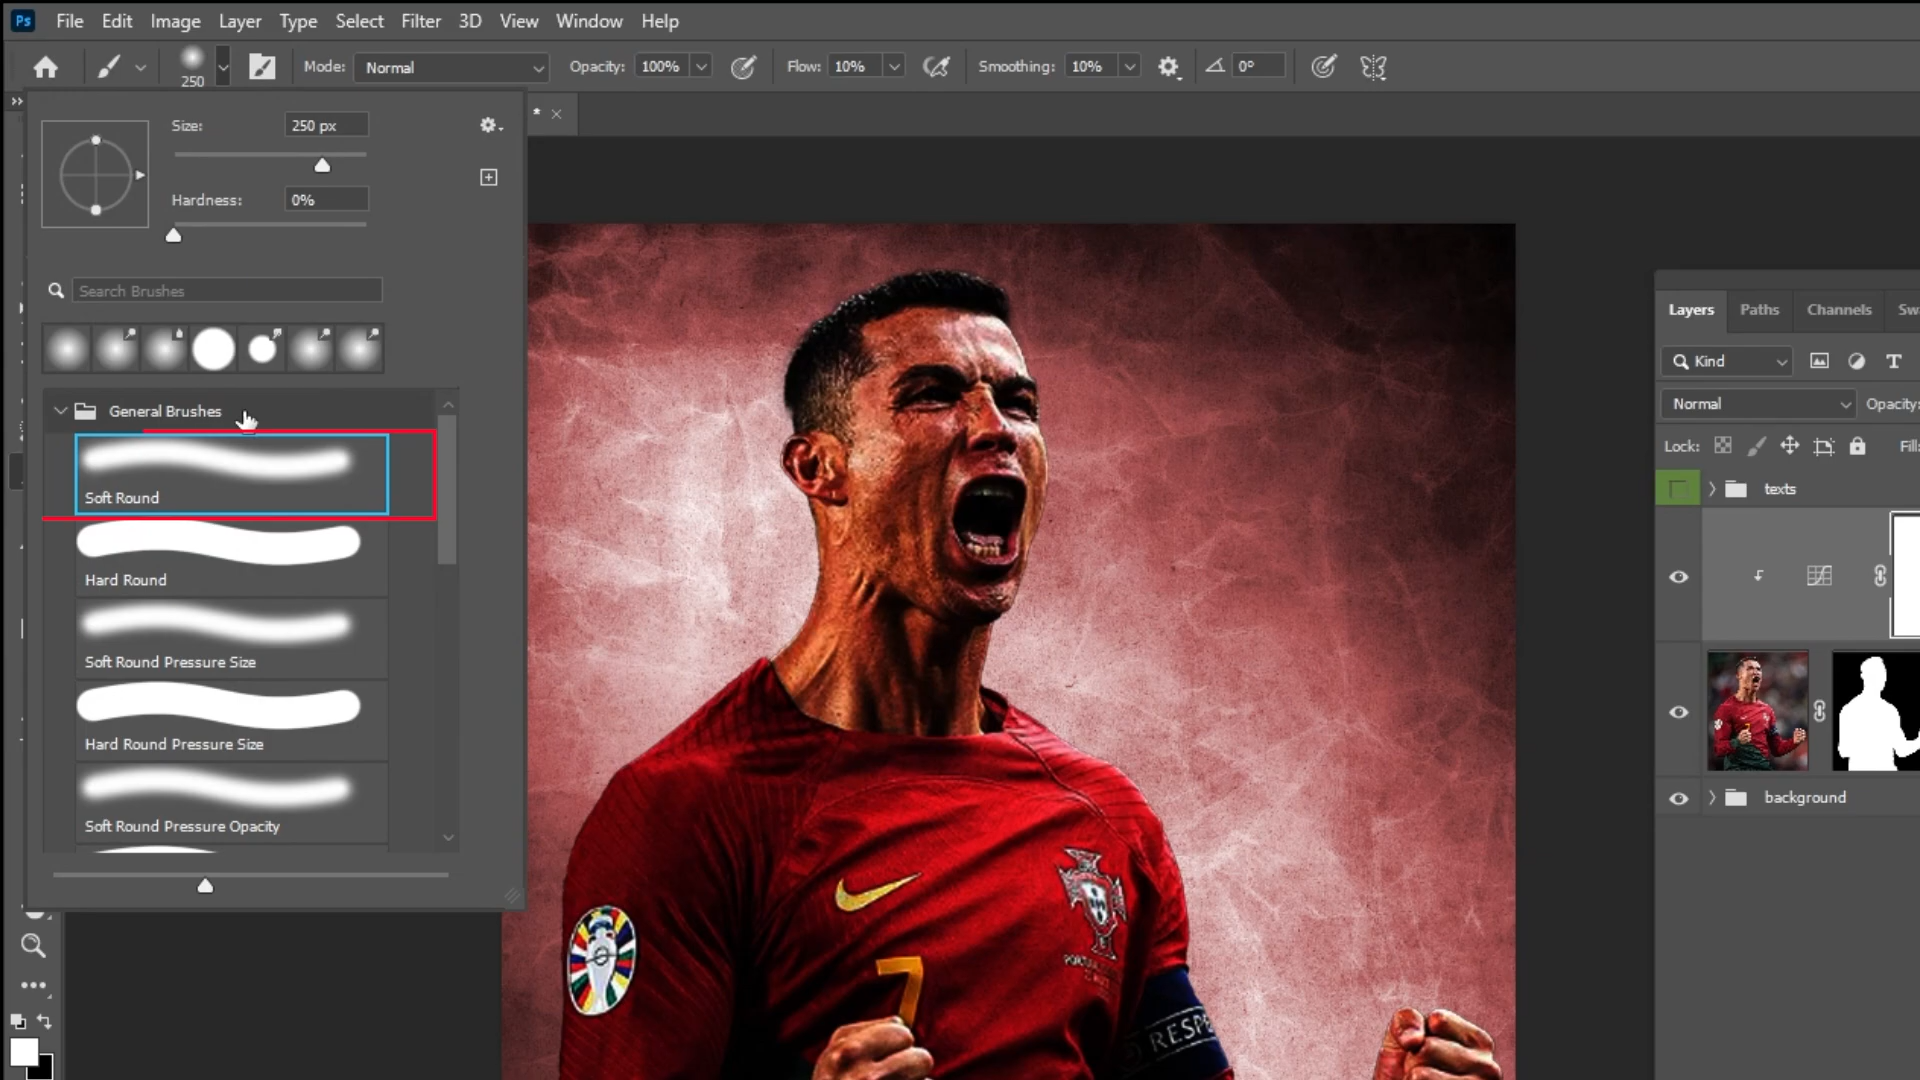 Ps File Edit Image Layer Type Select Filter 3D View Window Help
250 Mode: Normal Opacity: 100% Flow: 10% Smoothing: 10% 0°
* ×
Size: 250 px
Hardness: 0%
Search Brushes
General Brushes
Soft Round
Hard Round
Soft Round Pressure Size
Hard Round Pressure Size
Soft Round Pressure Opacity
7
RESPE
Layers Paths Channels Sw
Kind T
Normal Opacity:
Lock: Fill:
texts
background